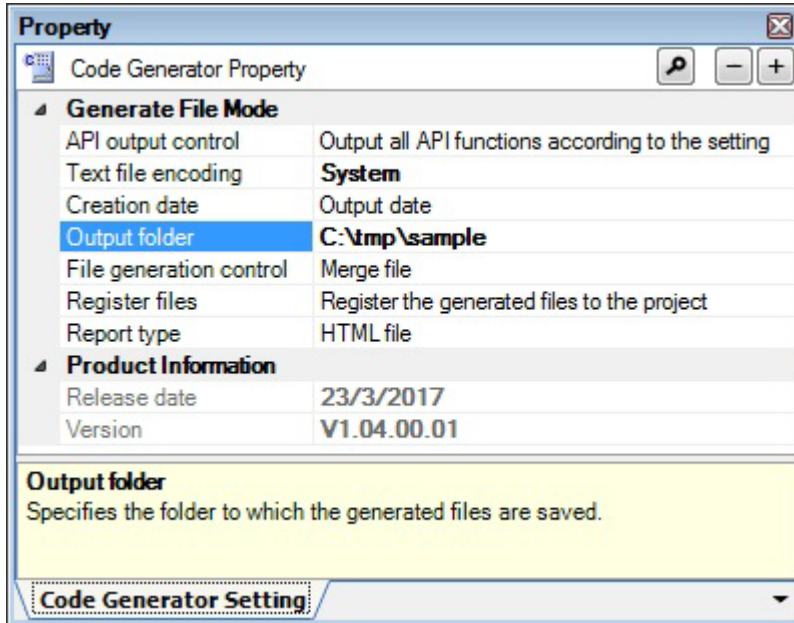 Property
Code Generator Property
Generate File Mode
API output control Output all API functions according to the setting
Text file encoding System
Creation date Output date
Output folder C:\tmp\sample
File generation control Merge file
Register files Register the generated files to the project
Report type HTML file
Product Information
Release date 23/3/2017
Version V1.04.00.01
Output folder
Specifies the folder to which the generated files are saved.
Code Generator Setting